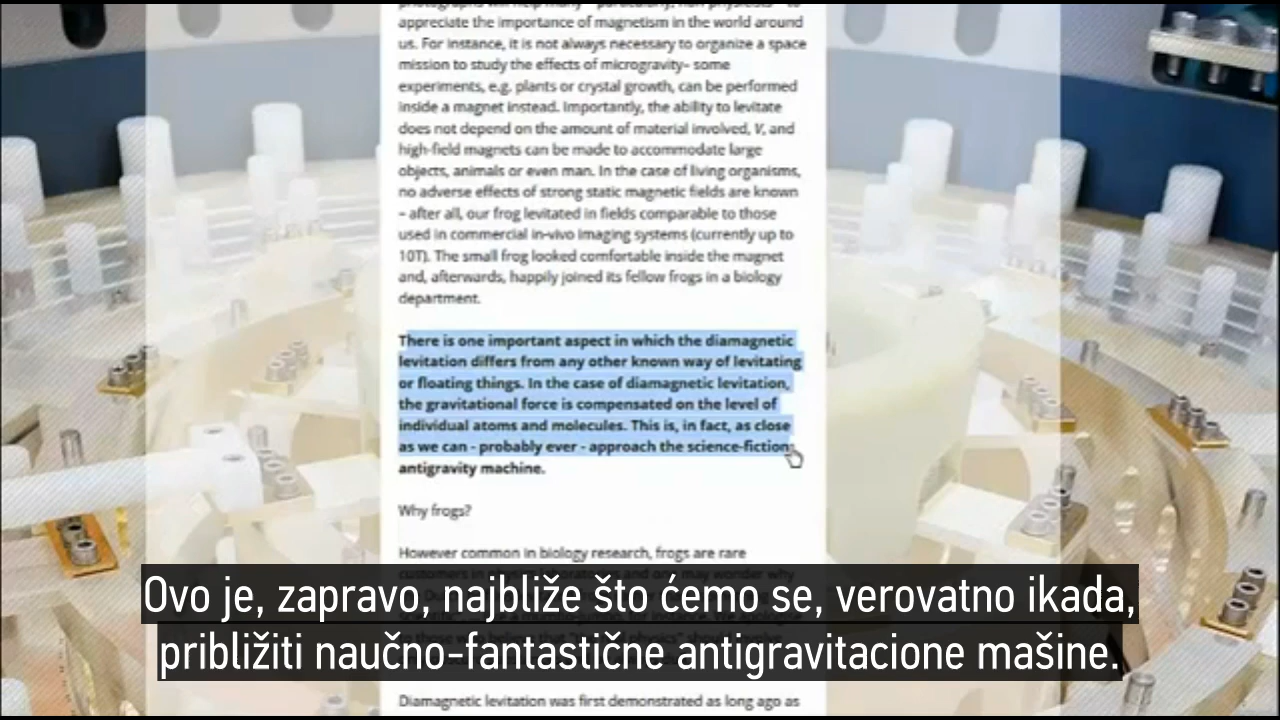 appreciate the importance of magnetism in the world around
us. For instance, it is not always necessary to organize a space
mission to study the effects of microgravity– some
experiments, e.g. plants or crystal growth, can be performed
inside a magnet instead. Importantly, the ability to levitate
does not depend on the amount of material involved, V, and
high-field magnets can be made to accommodate large
objects, animals or even man. In the case of living organisms,
no adverse effects of strong static magnetic fields are known
– after all, our frog levitated in fields comparable to those
used in commercial in-vivo imaging systems (currently up to
10T). The small frog looked comfortable inside the magnet
and, afterwards, happily joined its fellow frogs in a biology
department.
There is one important aspect in which the diamagnetic
levitation differs from any other known way of levitating
or floating things. In the case of diamagnetic levitation,
the gravitational force is compensated on the level of
individual atoms and molecules. This is, in fact, as close
as we can - probably ever - approach the science-fiction
antigravity machine.
Why frogs?
However common in biology research, frogs are rare
Ovo je, zapravo, najbliže što ćemo se, verovatno ikada,
približiti naučno-fantastične antigravitacione mašine.
Diamagnetic levitation was first demonstrated as long ago as